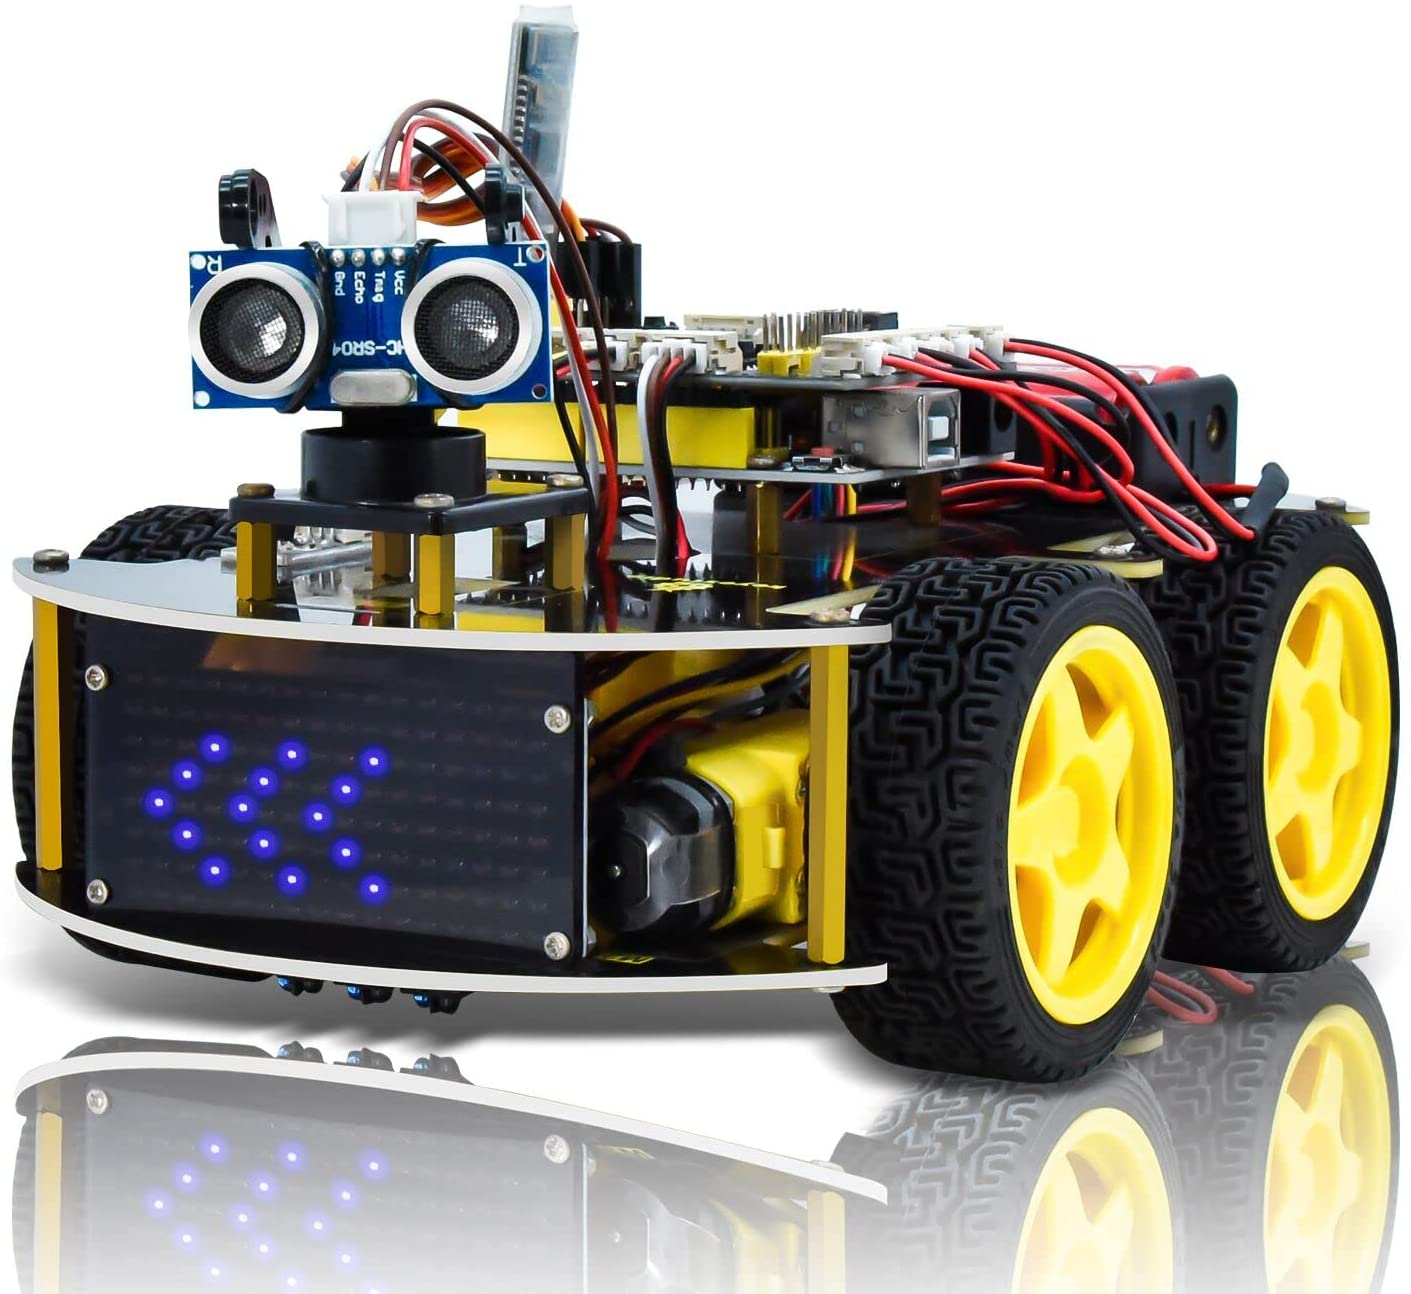 R
T
Vcc
Trig
Echo
Gnd
HC-SR04